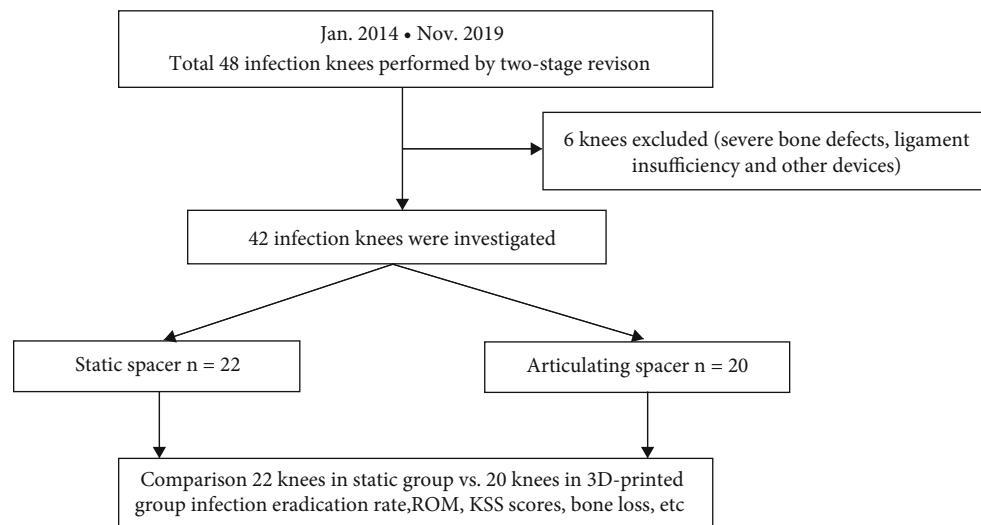 Jan. 2014 • Nov. 2019
Total 48 infection knees performed by two-stage revison
6 knees excluded (severe bone defects, ligament
insufficiency and other devices)
42 infection knees were investigated
Static spacer n = 22
Articulating spacer n = 20
Comparison 22 knees in static group vs. 20 knees in 3D-printed
group infection eradication rate,ROM, KSS scores, bone loss, etc